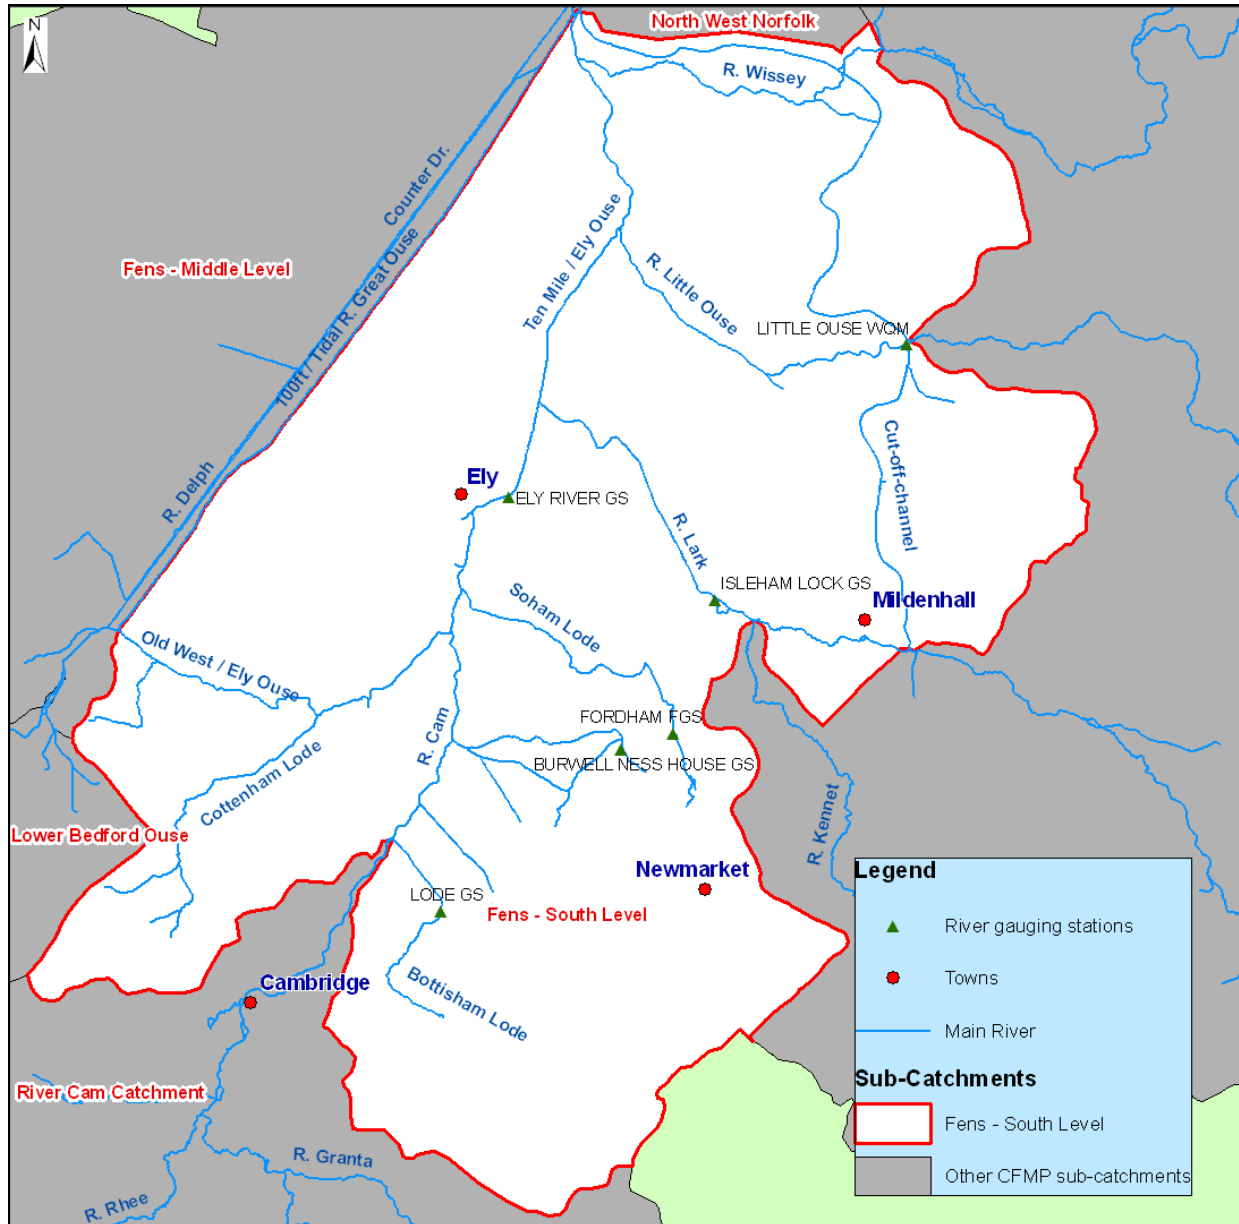 North West Norfolk
N
R. Wissey
Counter Dr.
Ten Mile / Ely Ouse
100ft / Tidal R. Great Ouse
Fens - Middle Level
R. Little Ouse
LITTLE OUSE WQM
Cut-off-channel
Ely
R. Delph
ELY RIVER GS
R. Lark
ISLEHAM LOCK GS
Mildenhall
Soham Lode
Old West / Ely Ouse
FORDHAM FGS
R. Cam
BURWELL NESS HOUSE GS
Cottenham Lode
R. Kennet
Lower Bedford Ouse
Newmarket
LODE GS
Fens - South Level
Cambridge
Bottisham Lode
River Cam Catchment
R. Granta
R. Rhee
Legend
River gauging stations
Towns
Main River
Sub-Catchments
Fens - South Level
Other CFMP sub-catchments